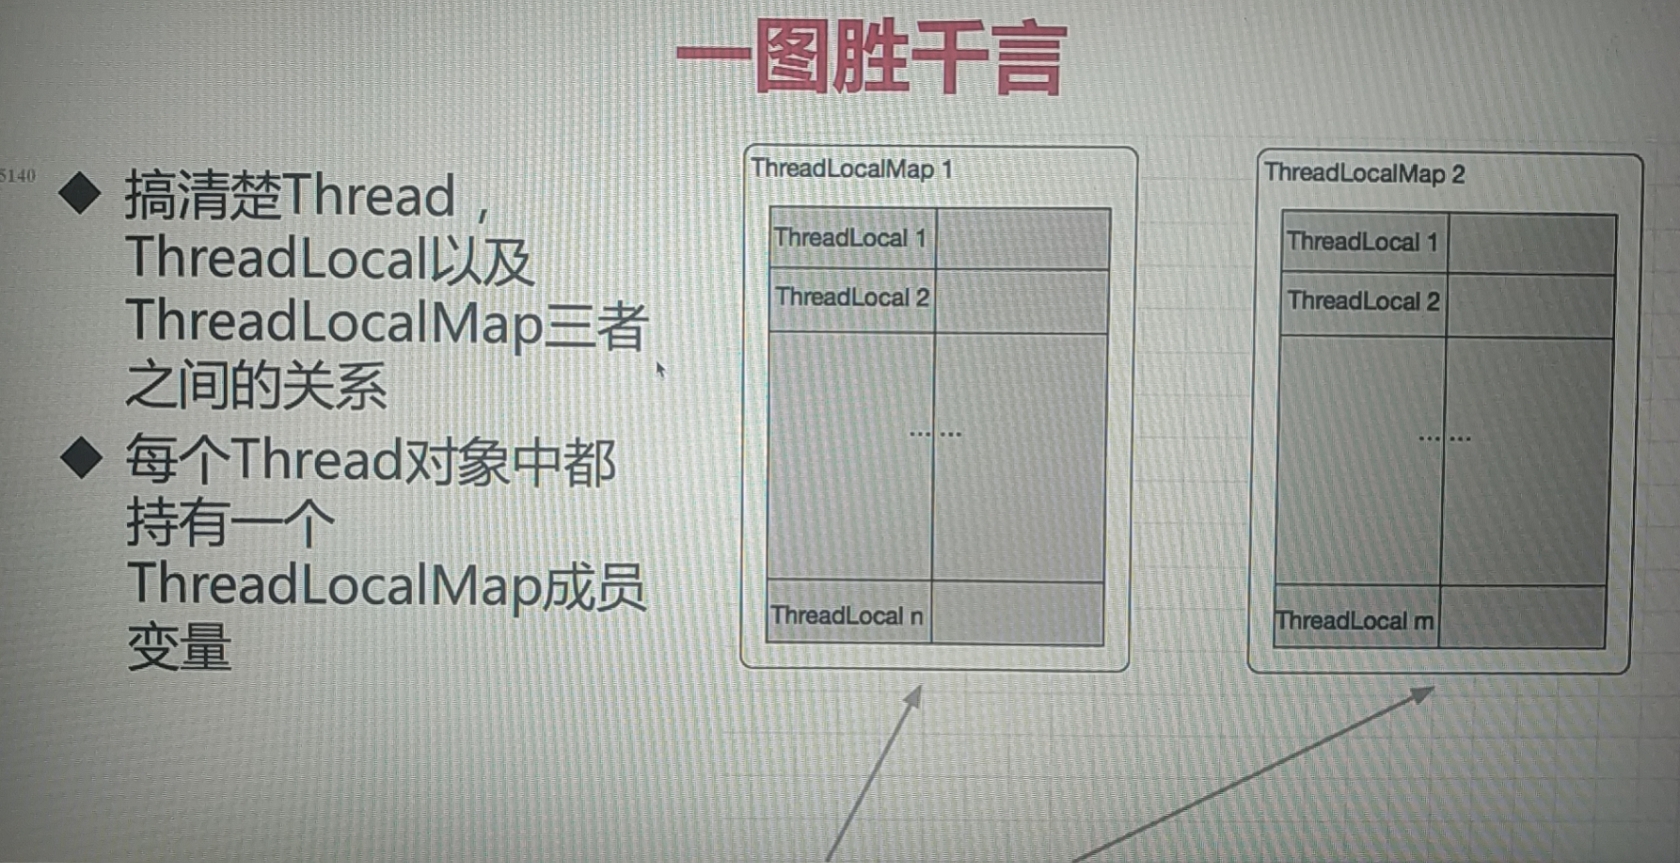 一图胜千言
5140
◆ 搞清楚Thread，
ThreadLocal以及
ThreadLocalMap三者
之间的关系
◆ 每个Thread对象中都
持有一个
ThreadLocalMap成员
变量
ThreadLocalMap 1
ThreadLocal 1
ThreadLocal 2
... ...
ThreadLocal n
ThreadLocalMap 2
ThreadLocal 1
ThreadLocal 2
... ...
ThreadLocal m